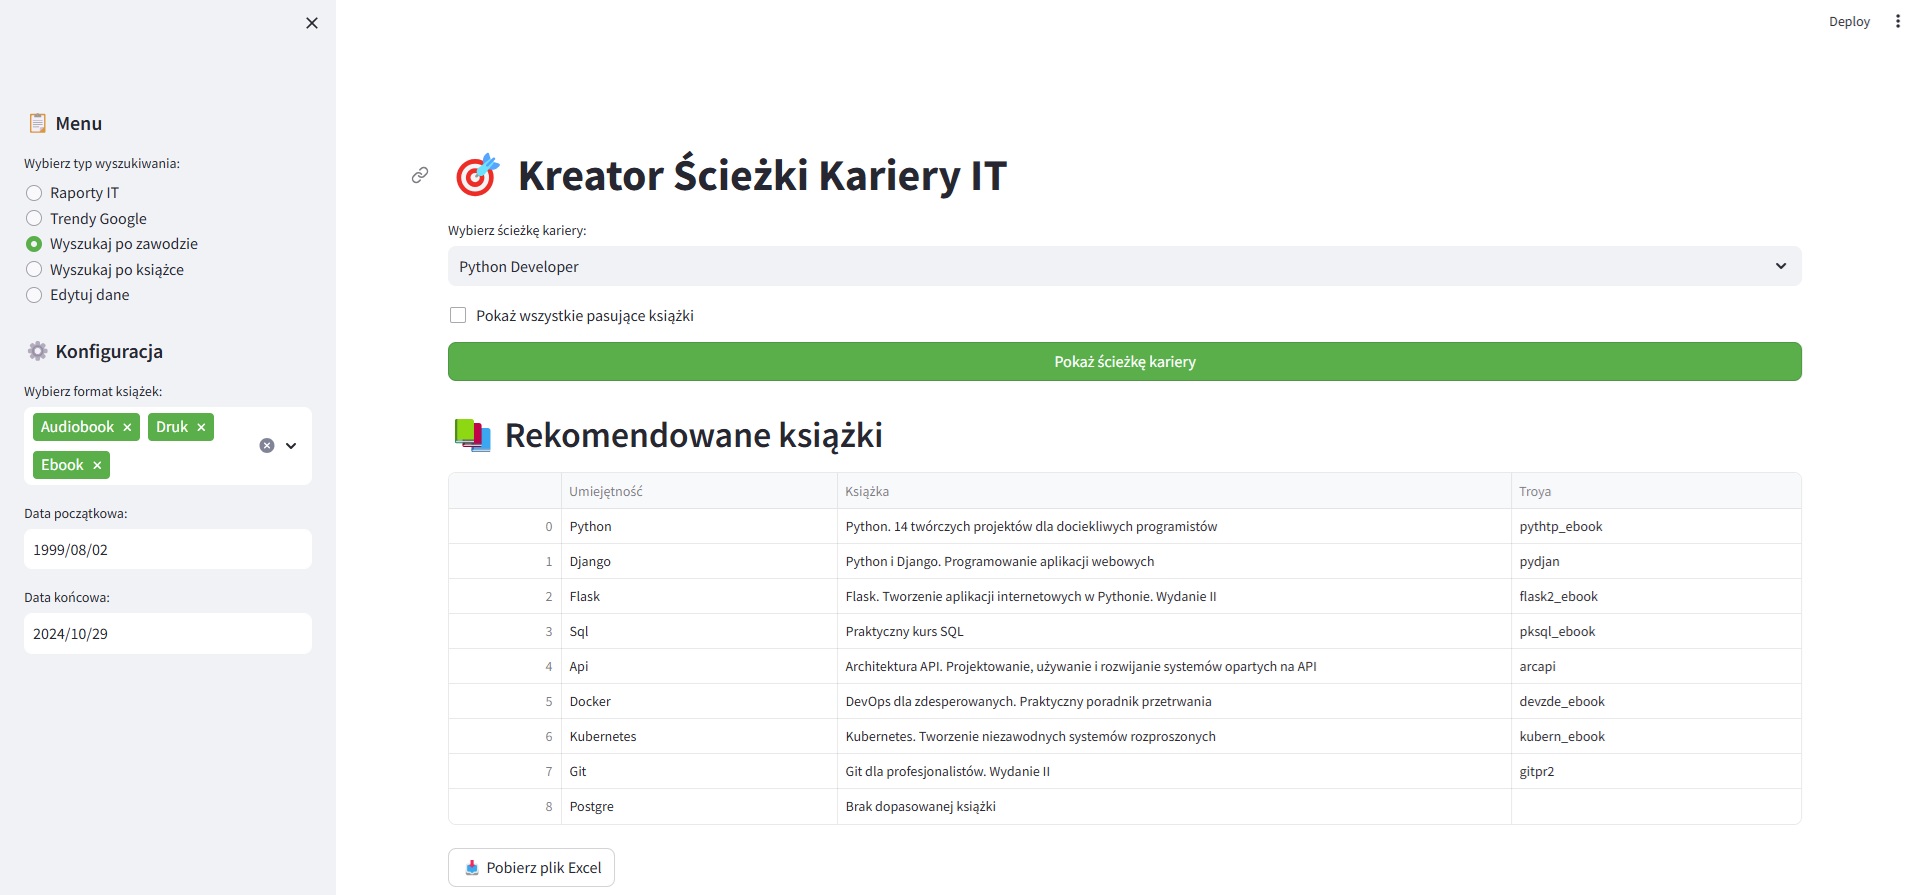 Deploy
Menu
Wybierz typ wyszukiwania:
Raporty IT
Trendy Google
Wyszukaj po zawodzie
Wyszukaj po książce
Edytuj dane
Konfiguracja
Wybierz format książek:
Audiobook × Druk ×
Ebook ×
Data początkowa:
1999/08/02
Data końcowa:
2024/10/29
Kreator Ścieżki Kariery IT
Wybierz ścieżkę kariery:
Python Developer
Pokaż wszystkie pasujące książki
Pokaż ścieżkę kariery
Rekomendowane książki
Umiejętność Książka Troya
0 Python Python. 14 twórczych projektów dla dociekliwych programistów pythtp_ebook
1 Django Python i Django. Programowanie aplikacji webowych pydjan
2 Flask Flask. Tworzenie aplikacji internetowych w Pythonie. Wydanie II flask2_ebook
3 Sql Praktyczny kurs SQL pksql_ebook
4 Api Architektura API. Projektowanie, używanie i rozwijanie systemów opartych na API arcapi
5 Docker DevOps dla zdesperowanych. Praktyczny poradnik przetrwania devzde_ebook
6 Kubernetes Kubernetes. Tworzenie niezawodnych systemów rozproszonych kubern_ebook
7 Git Git dla profesjonalistów. Wydanie II gitpr2
8 Postgre Brak dopasowanej książki
Pobierz plik Excel